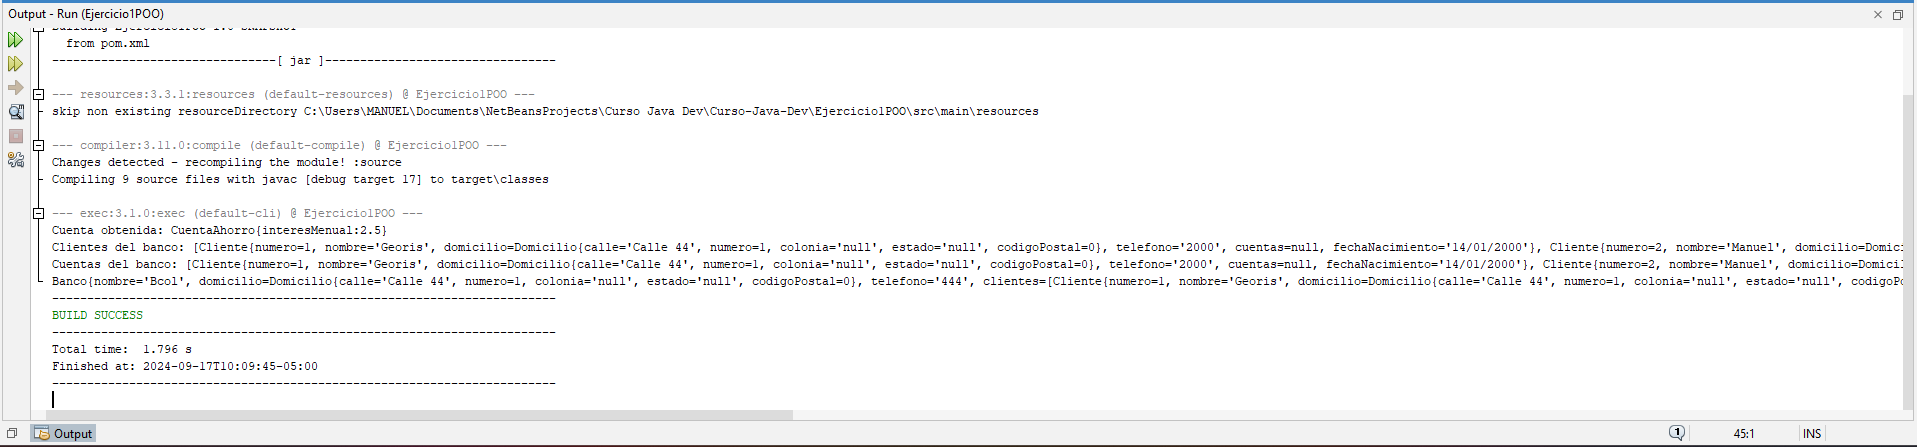 Output - Run (Ejercicio1POO)
Building Ejercicio1POO 1.0-SNAPSHOT
from pom.xml
--------------------------------[ jar ]---------------------------------
--- resources:3.3.1:resources (default-resources) @ Ejercicio1POO ---
skip non existing resourceDirectory C:\Users\MANUEL\Documents\NetBeansProjects\Curso Java Dev\Curso-Java-Dev\Ejercicio1POO\src\main\resources
--- compiler:3.11.0:compile (default-compile) @ Ejercicio1POO ---
Changes detected - recompiling the module! :source
Compiling 9 source files with javac [debug target 17] to target\classes
--- exec:3.1.0:exec (default-cli) @ Ejercicio1POO ---
Cuenta obtenida: CuentaAhorro{interesMenual:2.5}
Clientes del banco: [Cliente{numero=1, nombre='Georis', domicilio=Domicilio{calle='Calle 44', numero=1, colonia='null', estado='null', codigoPostal=0}, telefono='2000', cuentas=null, fechaNacimiento='14/01/2000'}, Cliente{numero=2, nombre='Manuel', domicilio=Domic
Cuentas del banco: [Cliente{numero=1, nombre='Georis', domicilio=Domicilio{calle='Calle 44', numero=1, colonia='null', estado='null', codigoPostal=0}, telefono='2000', cuentas=null, fechaNacimiento='14/01/2000'}, Cliente{numero=2, nombre='Manuel', domicilio=Domicil
Banco{nombre='Bcol', domicilio=Domicilio{calle='Calle 44', numero=1, colonia='null', estado='null', codigoPostal=0}, telefono='444', clientes=[Cliente{numero=1, nombre='Georis', domicilio=Domicilio{calle='Calle 44', numero=1, colonia='null', estado='null', codigoP
------------------------------------------------------------------------
BUILD SUCCESS
------------------------------------------------------------------------
Total time:  1.796 s
Finished at: 2024-09-17T10:09:45-05:00
------------------------------------------------------------------------
Output
1
45:1
INS